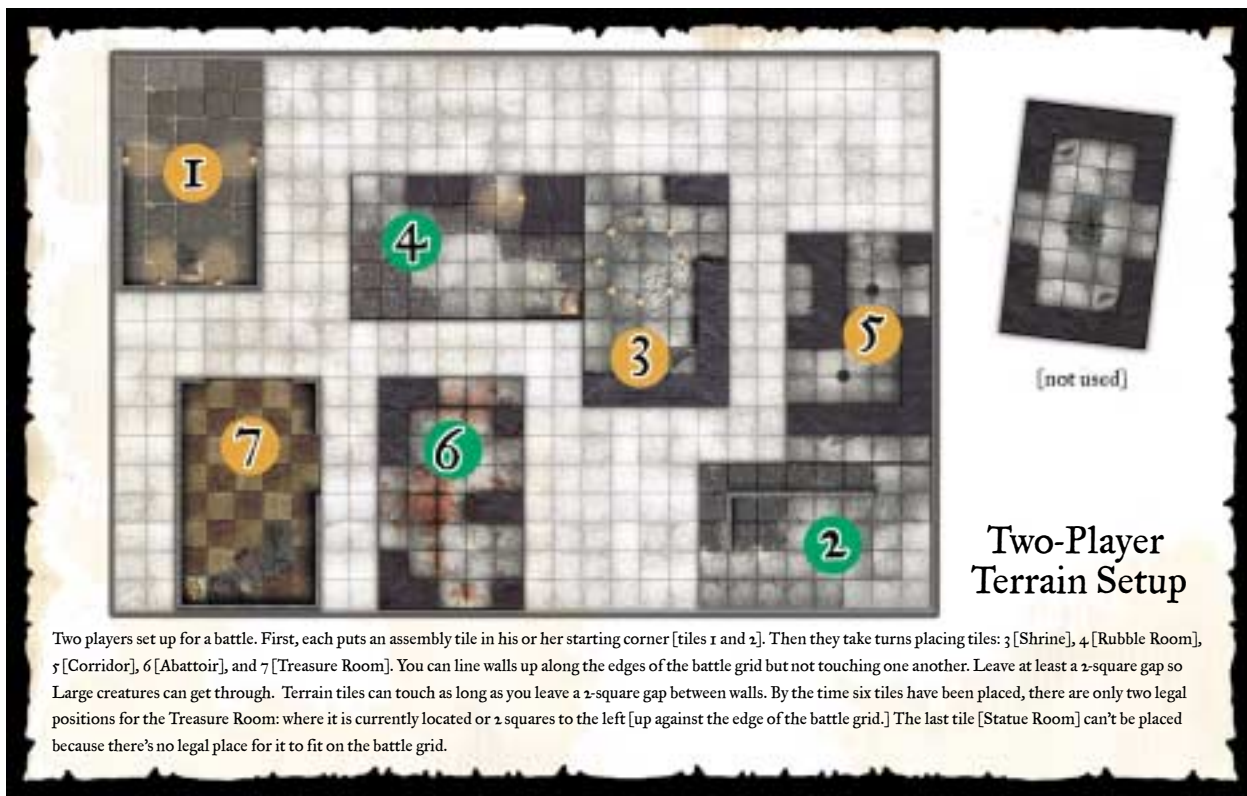 1
4
3
5
[not used]
7
6
2
Two-Player
Terrain Setup
Two players set up for a battle. First, each puts an assembly tile in his or her starting corner [tiles 1 and 2]. Then they take turns placing tiles: 3 [Shrine], 4 [Rubble Room],
5 [Corridor], 6 [Abattoir], and 7 [Treasure Room]. You can line walls up along the edges of the battle grid but not touching one another. Leave at least a 2-square gap so
Large creatures can get through. Terrain tiles can touch as long as you leave a 2-square gap between walls. By the time six tiles have been placed, there are only two legal
positions for the Treasure Room: where it is currently located or 2 squares to the left [up against the edge of the battle grid.] The last tile [Statue Room] can't be placed
because there's no legal place for it to fit on the battle grid.